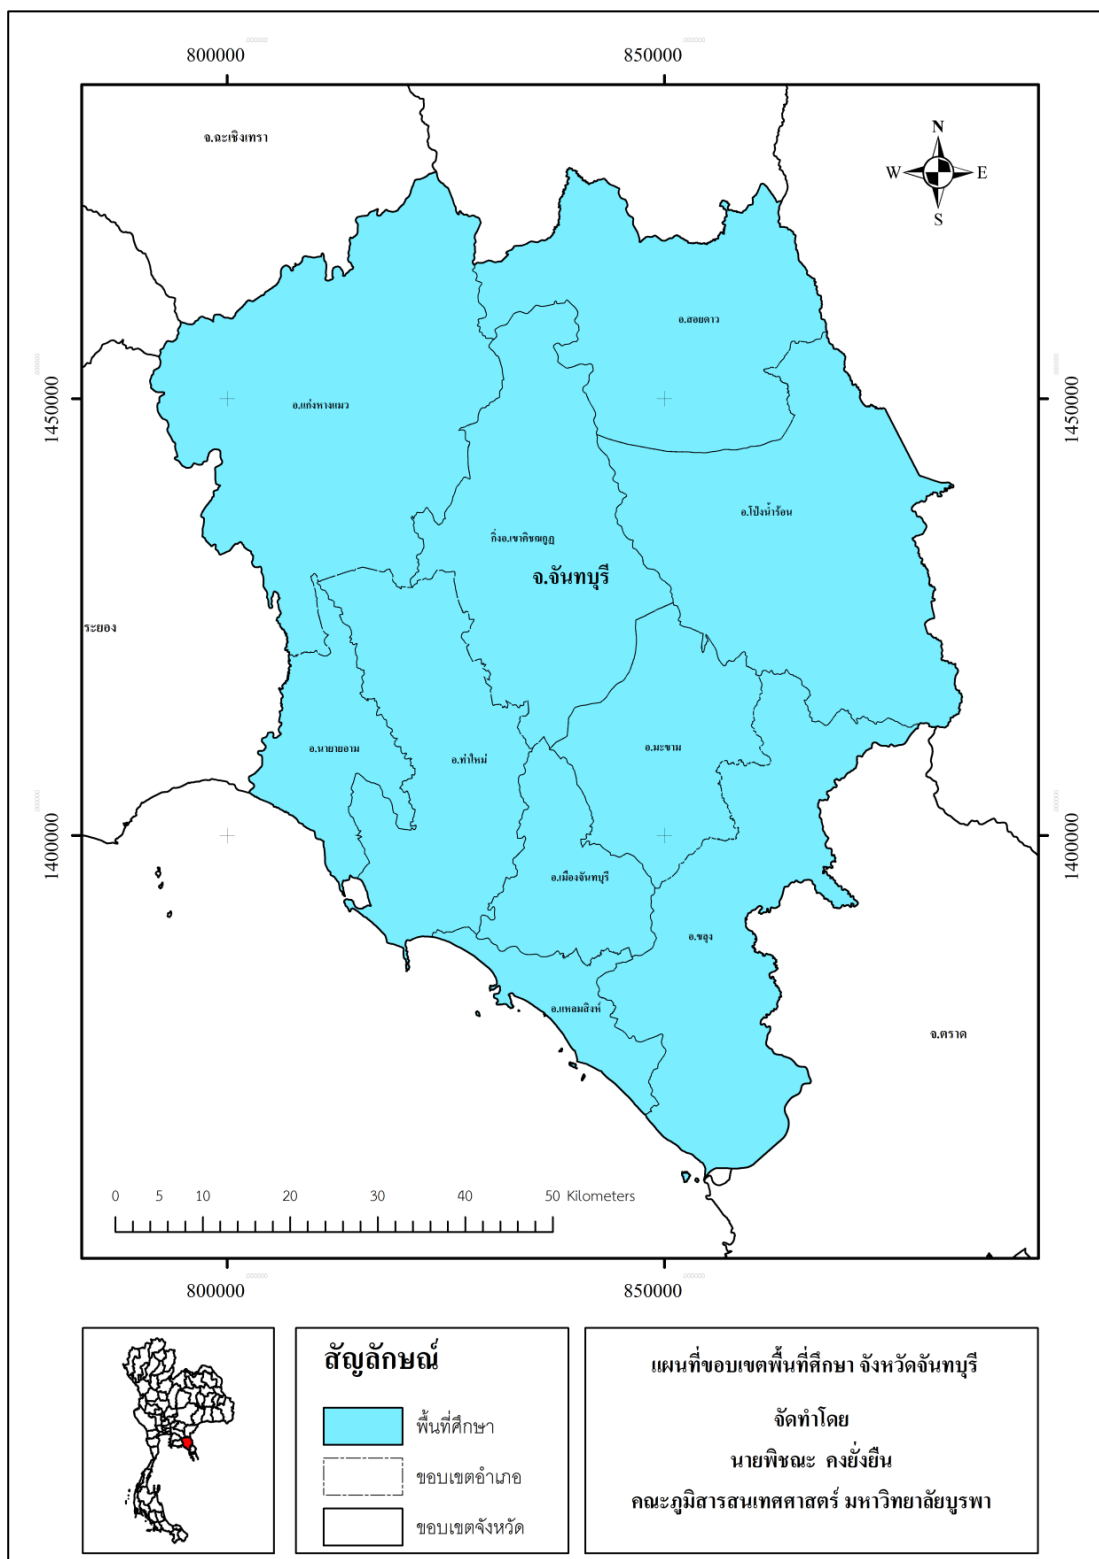 800000 850000
จ.ฉะเชิงเทรา
N
W E
S
อ.สอยดาว
1450000 1450000
อ.แก่งหางแมว
อ.โป่งน้ำร้อน
กิ่งอ.เขาคิชฌกูฏ
จ.จันทบุรี
ระยอง
อ.นายายอาม
อ.มะขาม
อ.ท่าใหม่
1400000 1400000
อ.เมืองจันทบุรี
อ.ขลุง
อ.แหลมสิงห์
จ.ตราด
0 5 10 20 30 40 50 Kilometers
800000 850000
สัญลักษณ์
พื้นที่ศึกษา
ขอบเขตอำเภอ
ขอบเขตจังหวัด
แผนที่ขอบเขตพื้นที่ศึกษา จังหวัดจันทบุรี
จัดทำโดย
นายพิชณะ คงยั่งยืน
คณะภูมิสารสนเทศศาสตร์ มหาวิทยาลัยบูรพา